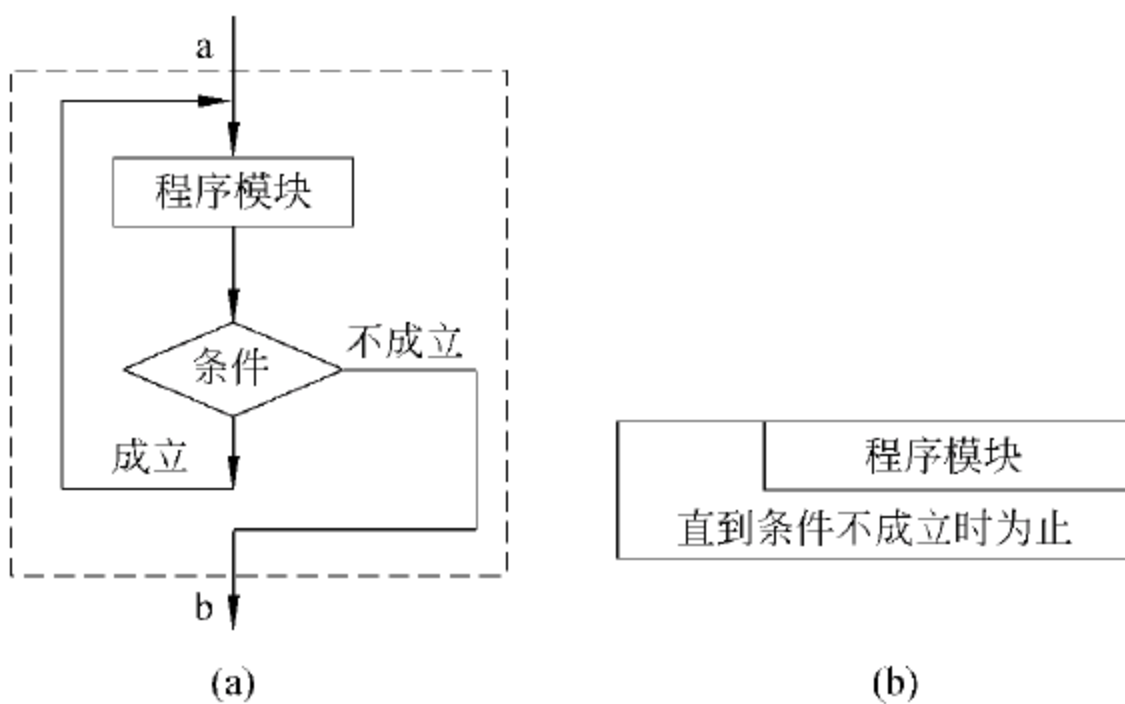 a
程序模块
条件
不成立
成立
b
(a)
程序模块
直到条件不成立时为止
(b)